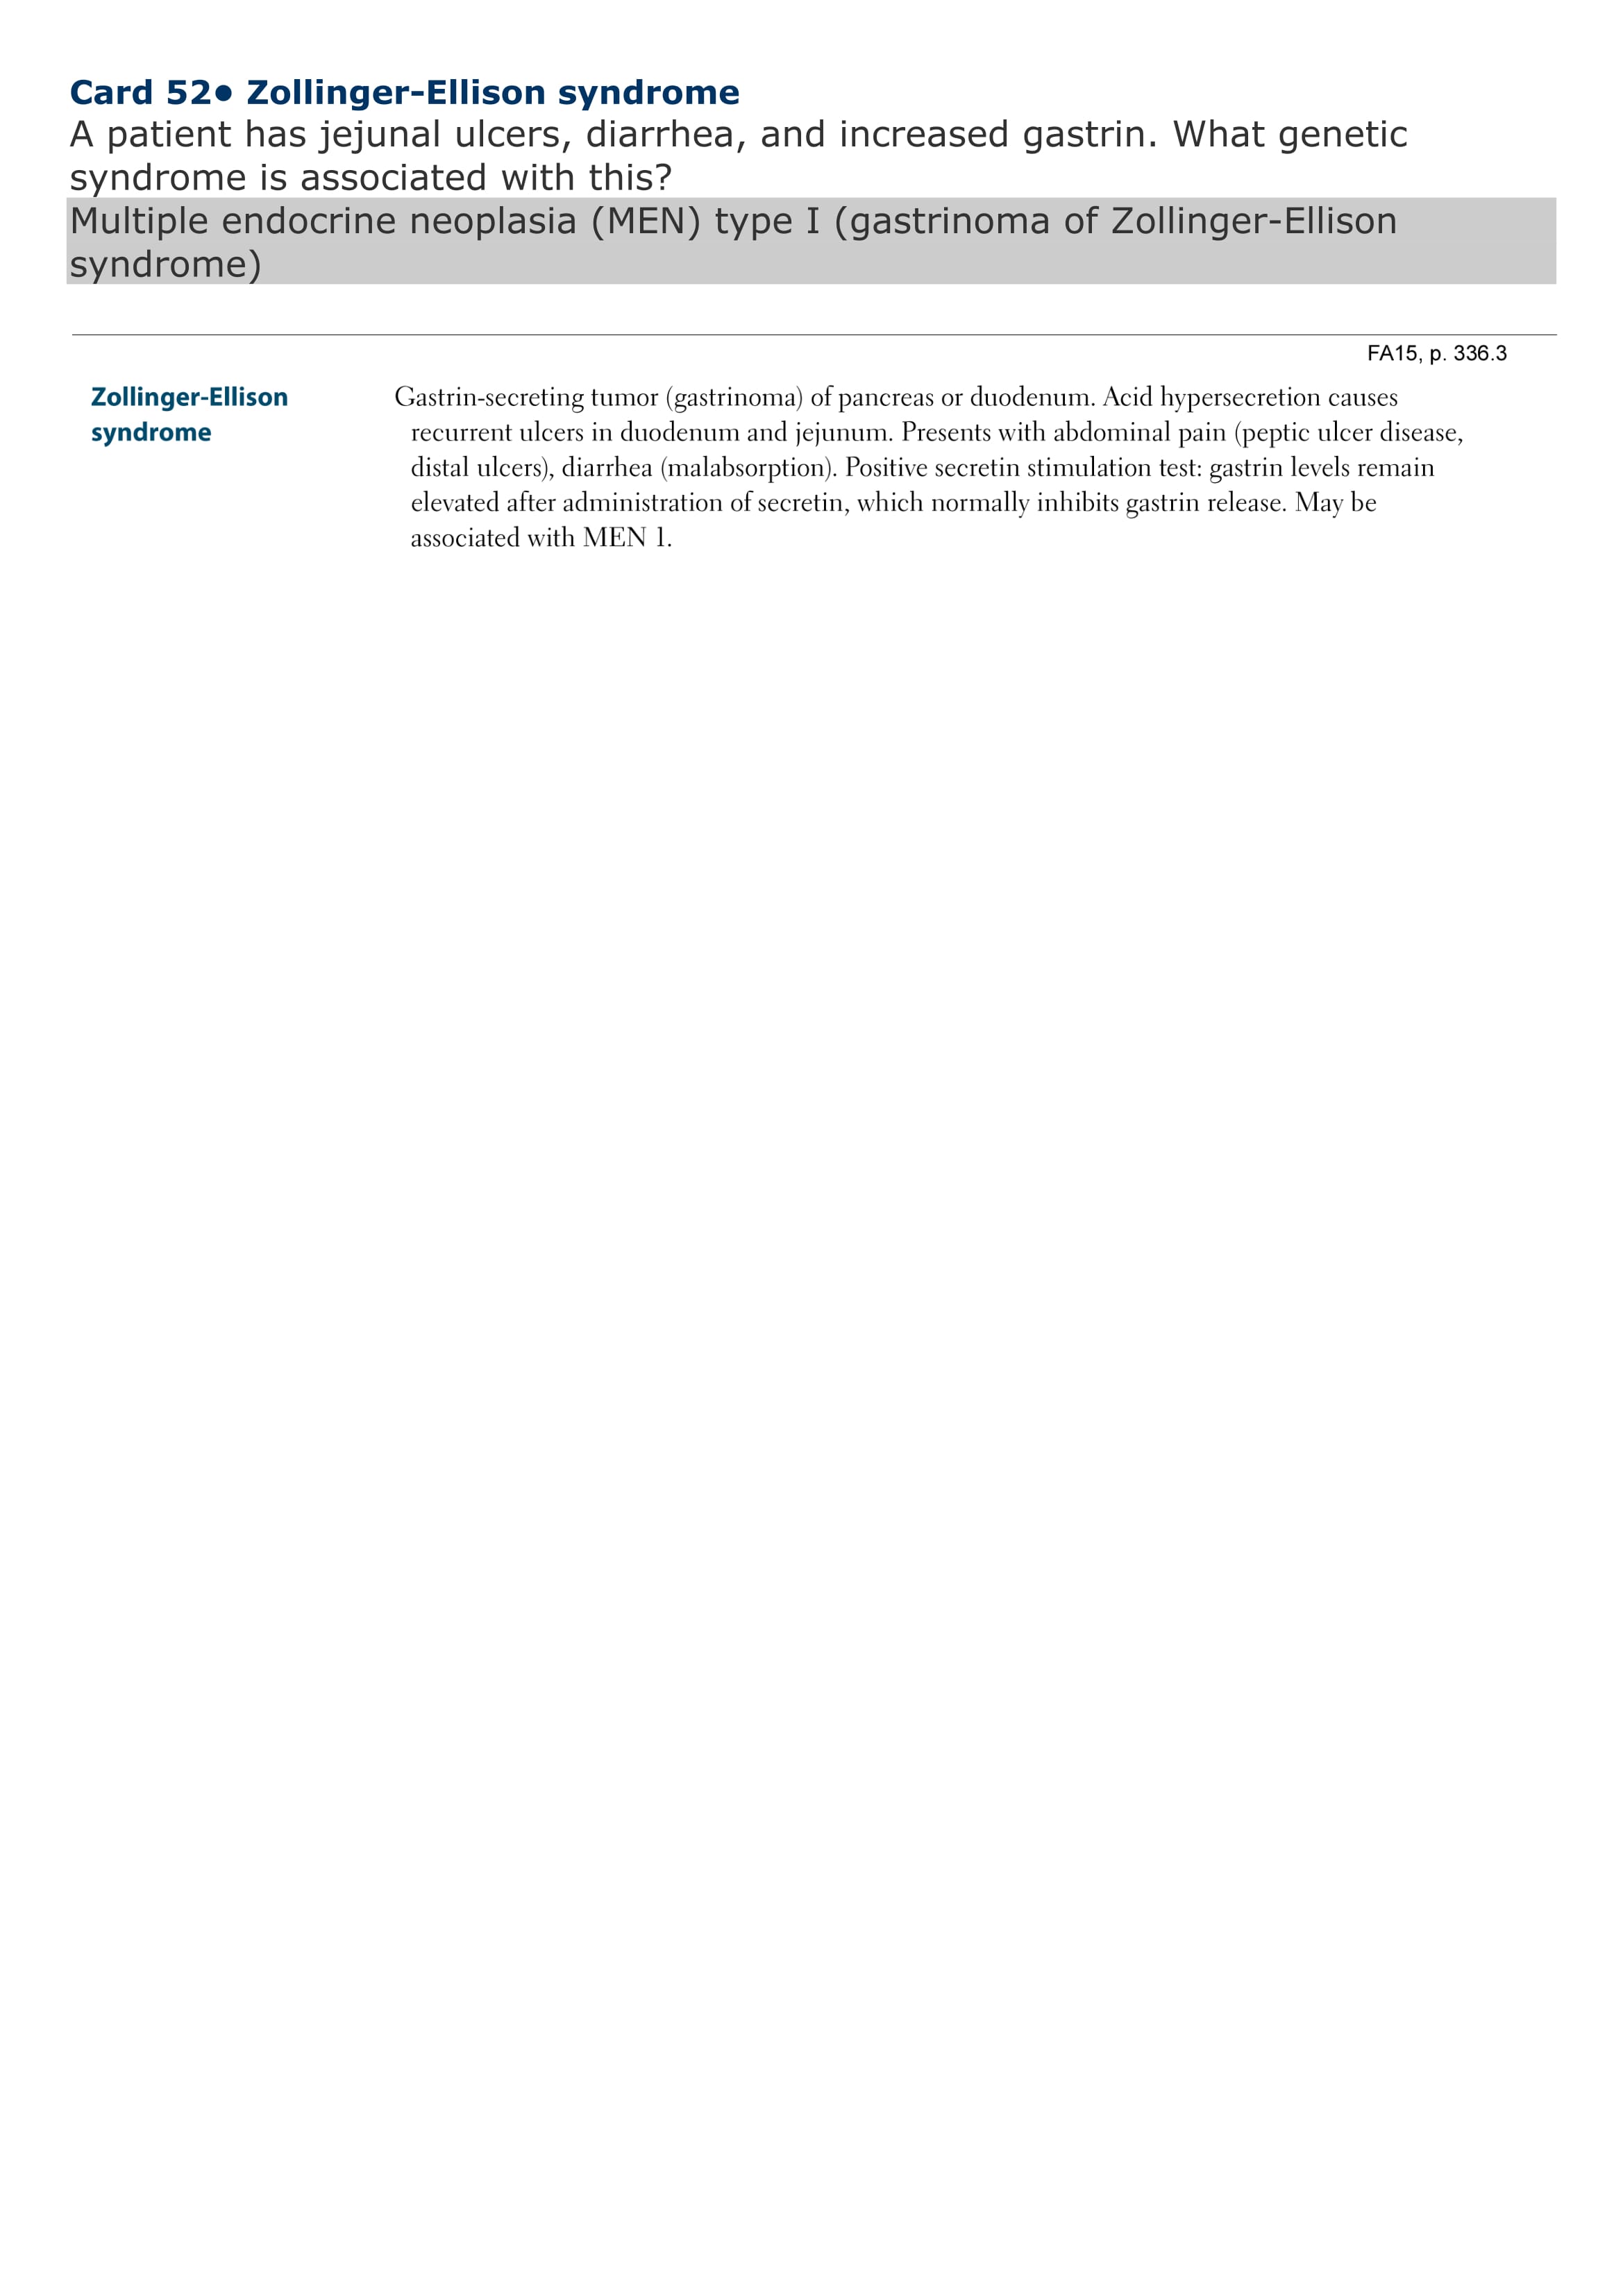 Card 52● Zollinger-Ellison syndrome
A patient has jejunal ulcers, diarrhea, and increased gastrin. What genetic
syndrome is associated with this?
Multiple endocrine neoplasia (MEN) type I (gastrinoma of Zollinger-Ellison
syndrome)
FA15, p. 336.3
Zollinger-Ellison
syndrome
Gastrin-secreting tumor (gastrinoma) of pancreas or duodenum. Acid hypersecretion causes
recurrent ulcers in duodenum and jejunum. Presents with abdominal pain (peptic ulcer disease,
distal ulcers), diarrhea (malabsorption). Positive secretin stimulation test: gastrin levels remain
elevated after administration of secretin, which normally inhibits gastrin release. May be
associated with MEN 1.